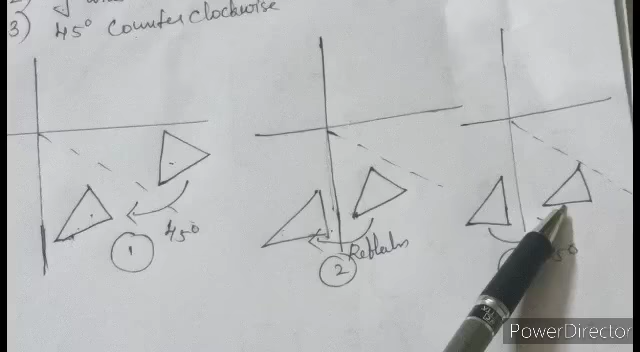 3) 45° Counter Clockwise
45°
1
2
Reflection
PowerDirector